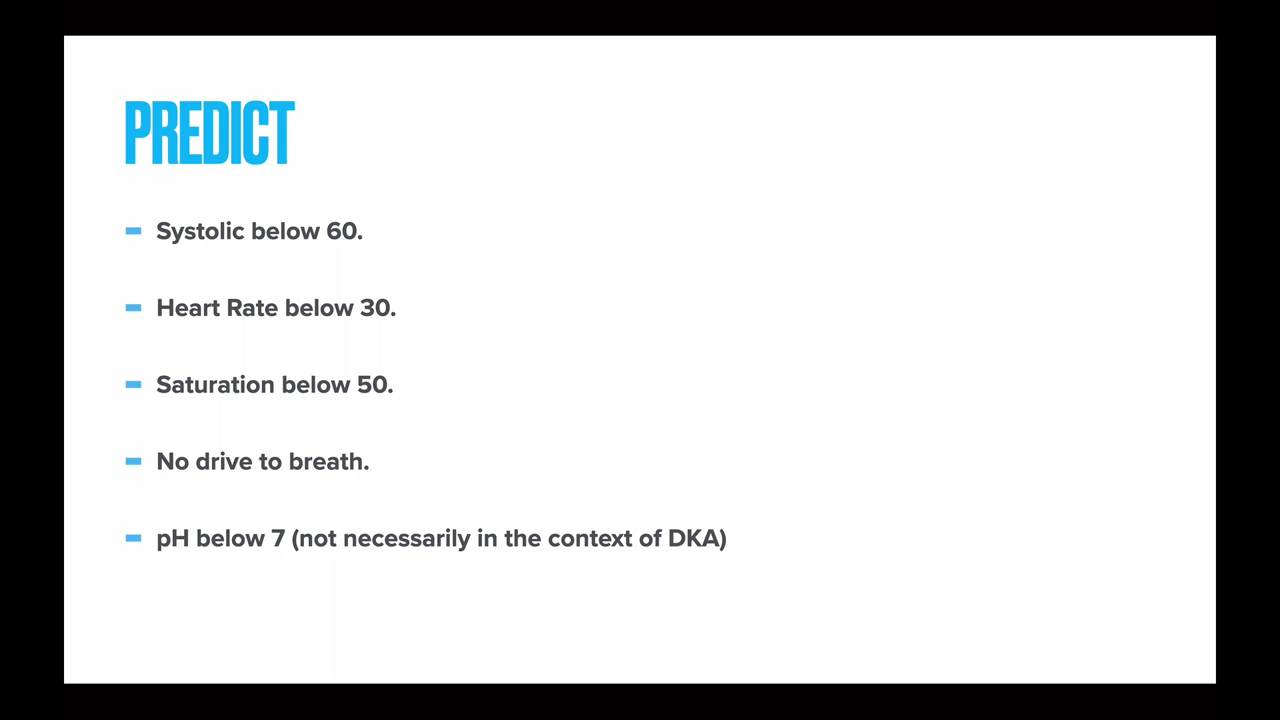 PREDICT
Systolic below 60.
Heart Rate below 30.
Saturation below 50.
No drive to breath.
pH below 7 (not necessarily in the context of DKA)